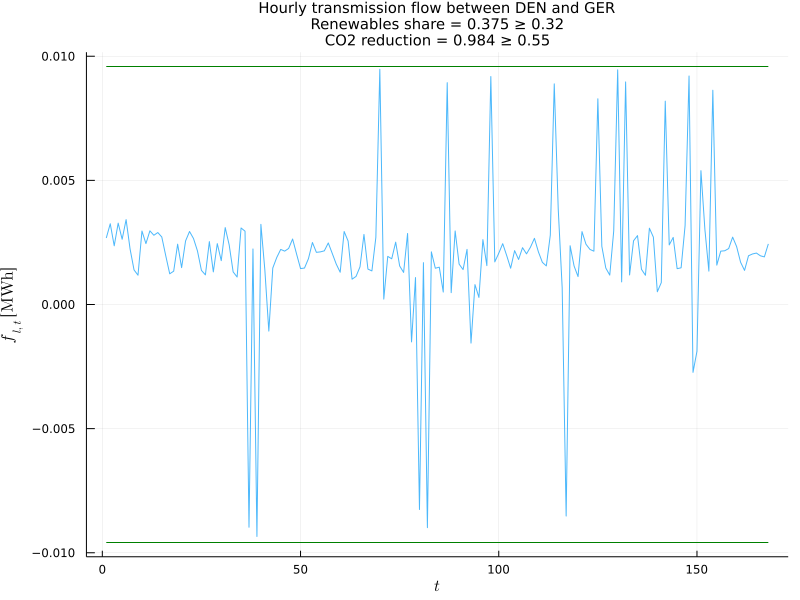 Hourly transmission flow between DEN and GER
Renewables share = 0.375 ≥ 0.32
CO2 reduction = 0.984 ≥ 0.55
0.010
0.005
0.000
−0.005
−0.010
f_{l,t} [MWh]
0 50 100 150
t